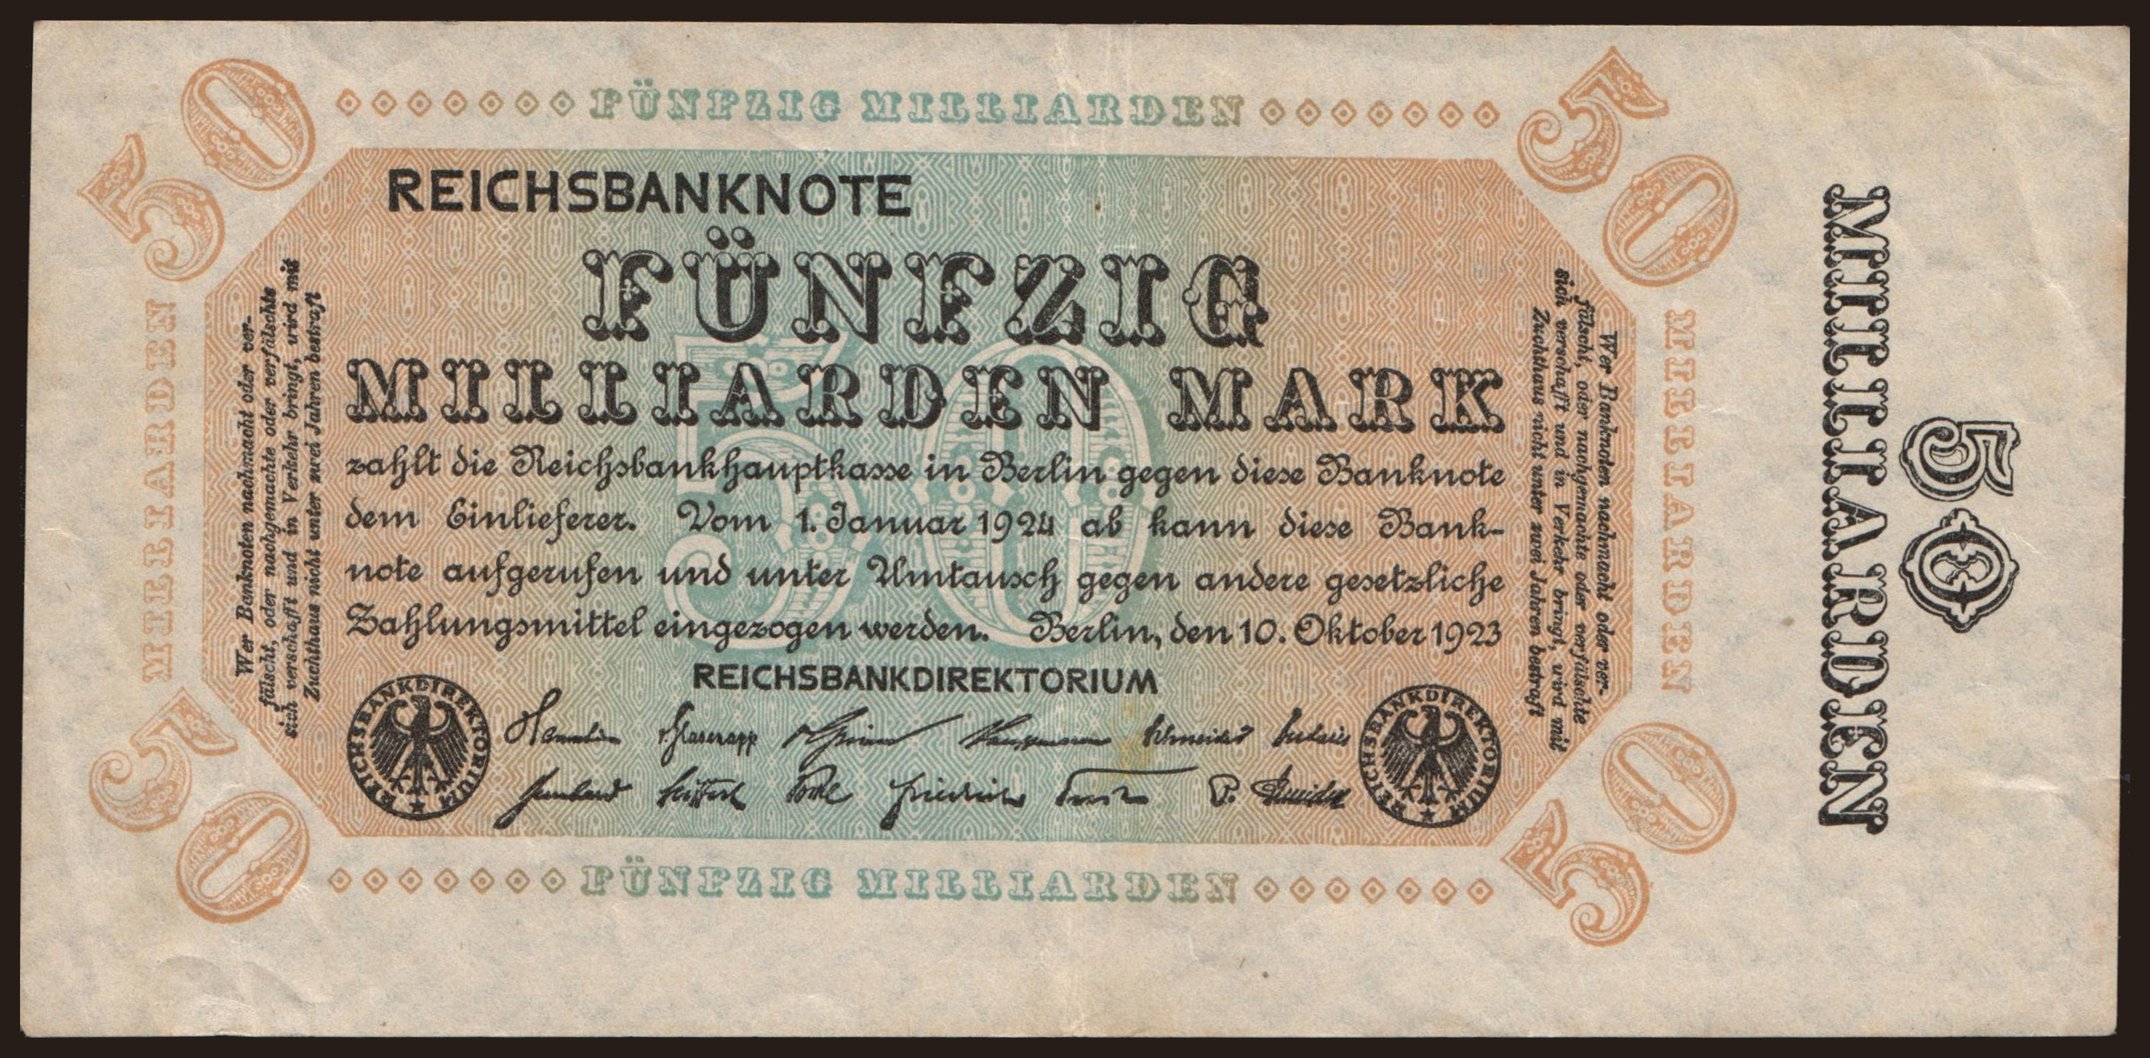 FÜNFZIG MILLIARDEN
50
50
MILLIARDEN
REICHSBANKNOTE
FÜNFZIG
MILLIARDEN MARK
50
zahlt die Reichsbankhauptkasse in Berlin gegen diese Banknote
dem Einlieferer. Vom 1. Januar 1924 ab kann diese Bank-
note aufgerufen und unter Umtausch gegen andere gesetzliche
Zahlungsmittel eingezogen werden. Berlin, den 10. Oktober 1923
REICHSBANKDIREKTORIUM
REICHSBANKDIREKTORIUM
REICHSBANKDIREKTORIUM
v. Glasenapp
Schneider
Friedrich
P. Schneider
Wer Banknoten nachmacht oder ver-
fälscht, oder nachgemachte oder verfälschte
sich verschafft und in Verkehr bringt, wird mit
Zuchthaus nicht unter zwei Jahren bestraft
Wer Banknoten nachmacht oder ver-
fälscht, oder nachgemachte oder verfälschte
sich verschafft und in Verkehr bringt, wird mit
Zuchthaus nicht unter zwei Jahren bestraft
MILLIARDEN
50
50
FÜNFZIG MILLIARDEN
50
MILLIARDEN